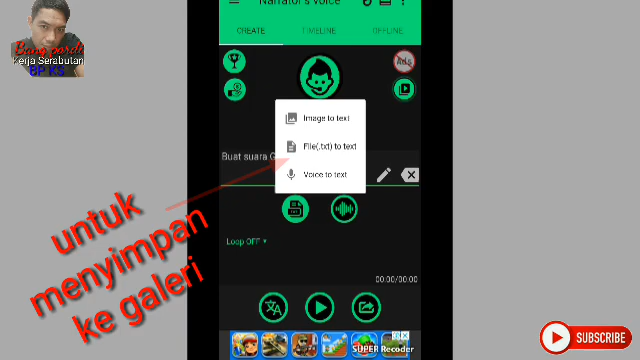 Narrator's Voice
CREATE
TIMELINE
OFFLINE
Bang pardi
Kerja Serabutan
BP KS
Ads
Image to text
File(.txt) to text
Voice to text
Buat suara G
untuk
menyimpan
ke galeri
Loop OFF
00:00/00:00
SUPER Recoder
SUBSCRIBE